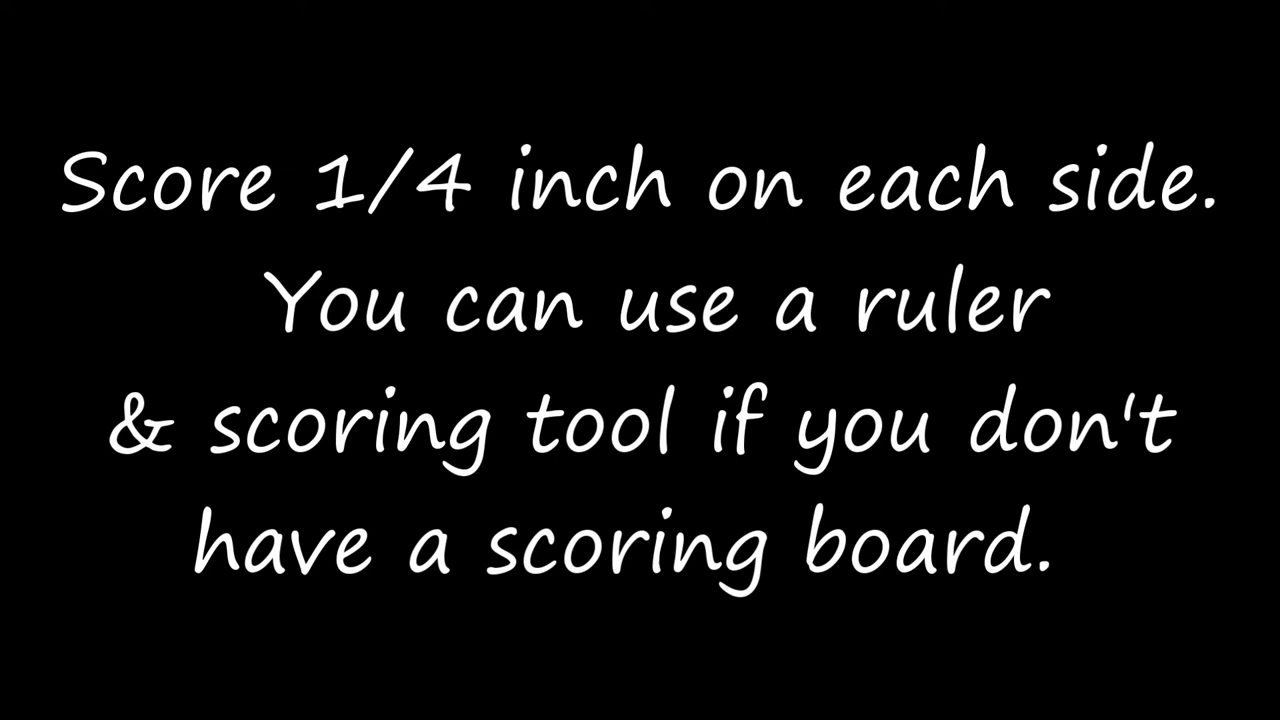 Score 1/4 inch on each side.
You can use a ruler
& scoring tool if you don't
have a scoring board.